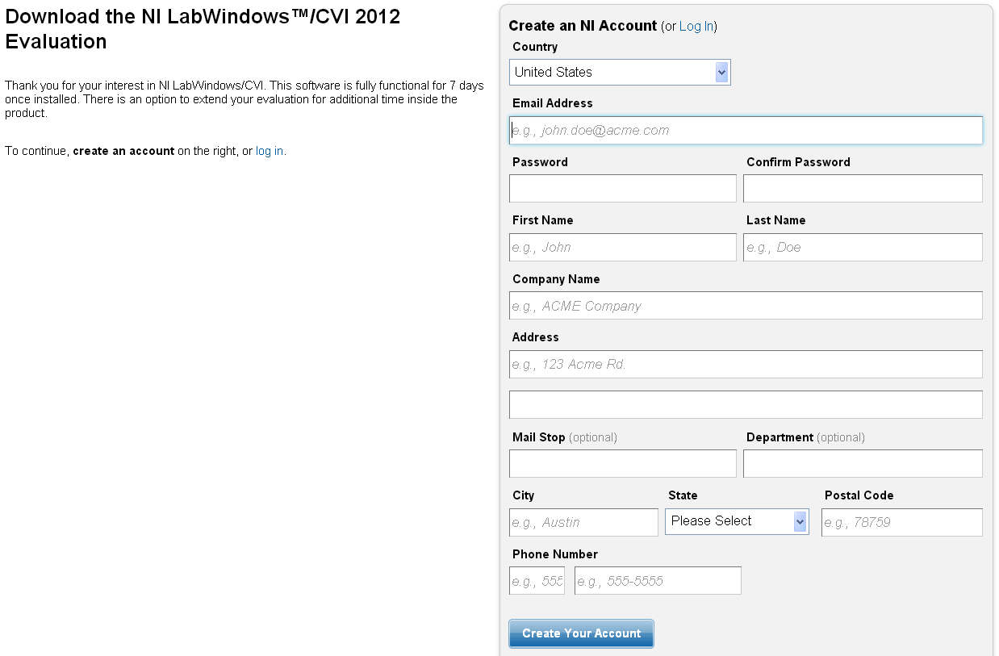 Download the NI LabWindows™/CVI 2012
Evaluation
Thank you for your interest in NI LabWindows/CVI. This software is fully functional for 7 days
once installed. There is an option to extend your evaluation for additional time inside the
product.
To continue, create an account on the right, or log in.
Create an NI Account (or Log In)
Country
United States
Email Address
e.g., john.doe@acme.com
Password Confirm Password
First Name Last Name
e.g., John e.g., Doe
Company Name
e.g., ACME Company
Address
e.g., 123 Acme Rd.
Mail Stop (optional) Department (optional)
City State Postal Code
e.g., Austin Please Select e.g., 78759
Phone Number
e.g., 555 e.g., 555-5555
Create Your Account